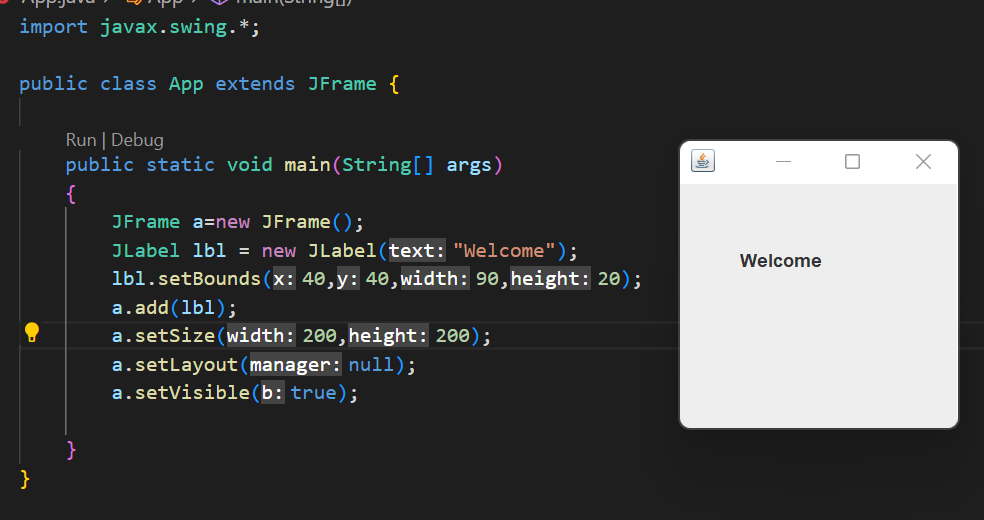 App.java > App > main(String[])
import javax.swing.*;
public class App extends JFrame {
Run | Debug
public static void main(String[] args)
{
JFrame a=new JFrame();
JLabel lbl = new JLabel(text: "Welcome");
lbl.setBounds(x: 40,y: 40,width: 90,height: 20);
a.add(lbl);
a.setSize(width: 200,height: 200);
a.setLayout(manager: null);
a.setVisible(b: true);
}
}
Welcome